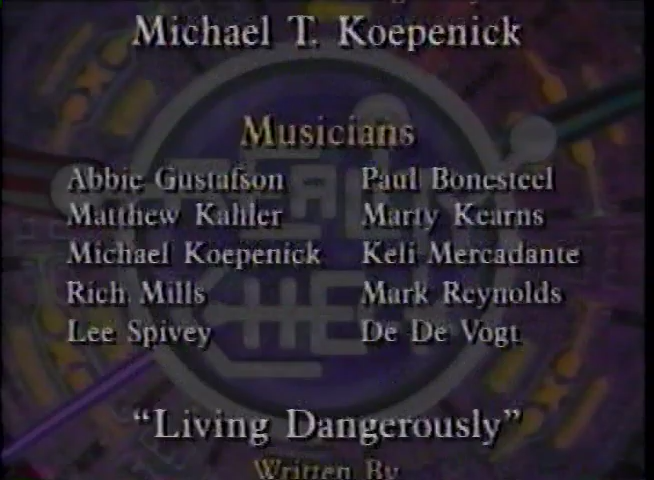 Michael T. Koepenick
Musicians
Abbie Gustafson Paul Bonesteel
Matthew Kahler Marty Kearns
Michael Koepenick Keli Mercadante
Rich Mills Mark Reynolds
Lee Spivey De De Vogt
“Living Dangerously”
Written By